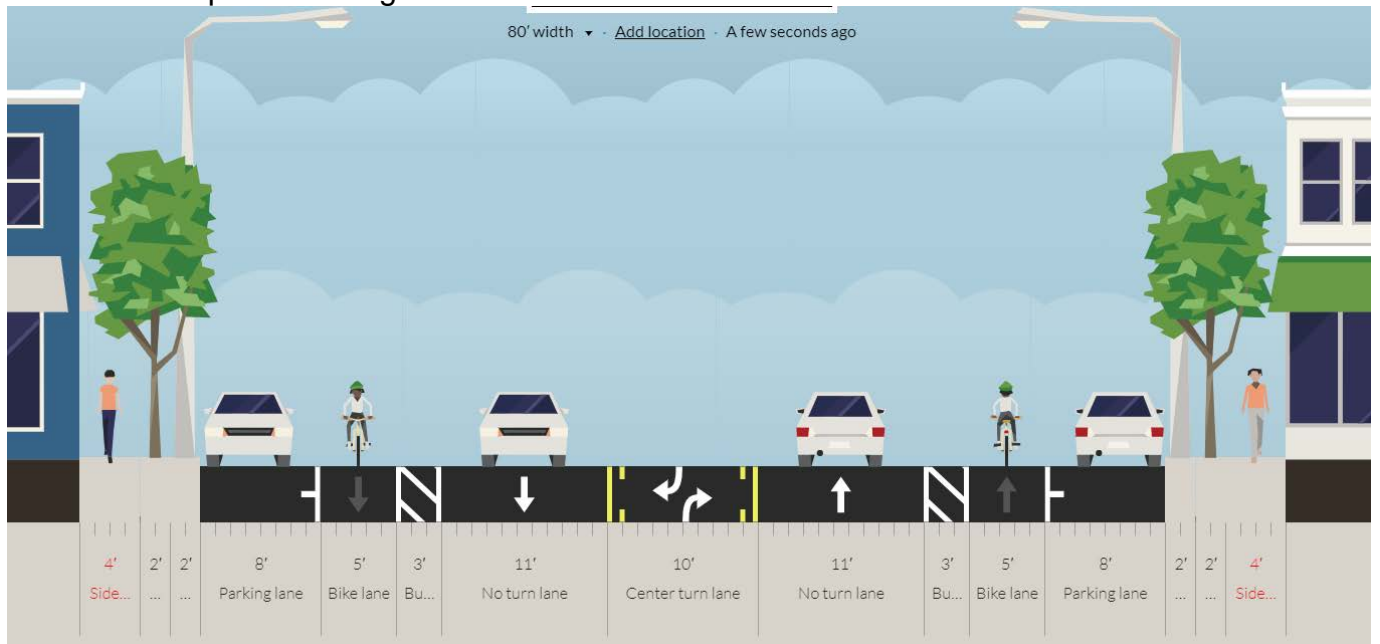 80′ width · Add location · A few seconds ago
4′ 2′ 2′ 8′ 5′ 3′ 11′ 10′ 11′ 3′ 5′ 8′ 2′ 2′ 4′
Side... ... ... Parking lane Bike lane Bu... No turn lane Center turn lane No turn lane Bu... Bike lane Parking lane ... ... Side...